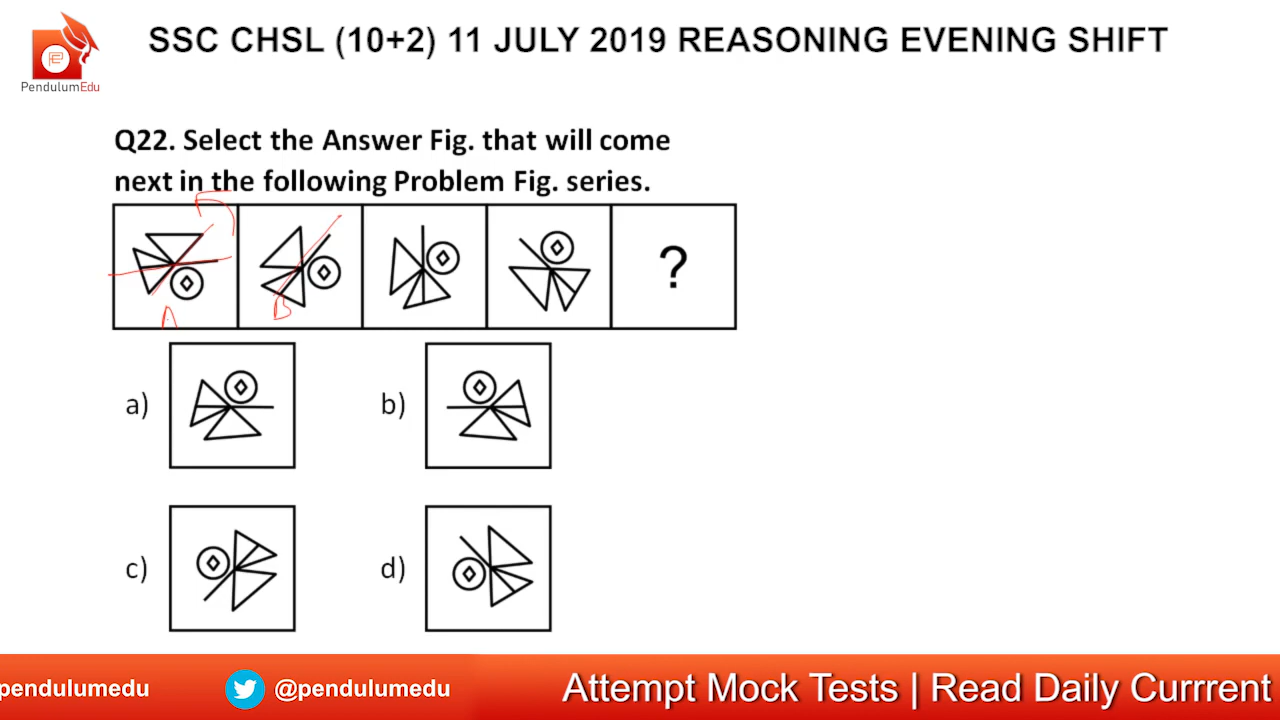 SSC CHSL (10+2) 11 JULY 2019 REASONING EVENING SHIFT
PendulumEdu
Q22. Select the Answer Fig. that will come
next in the following Problem Fig. series.
A
B
?
a)
b)
c)
d)
pendulumedu
@pendulumedu
Attempt Mock Tests | Read Daily Currrent